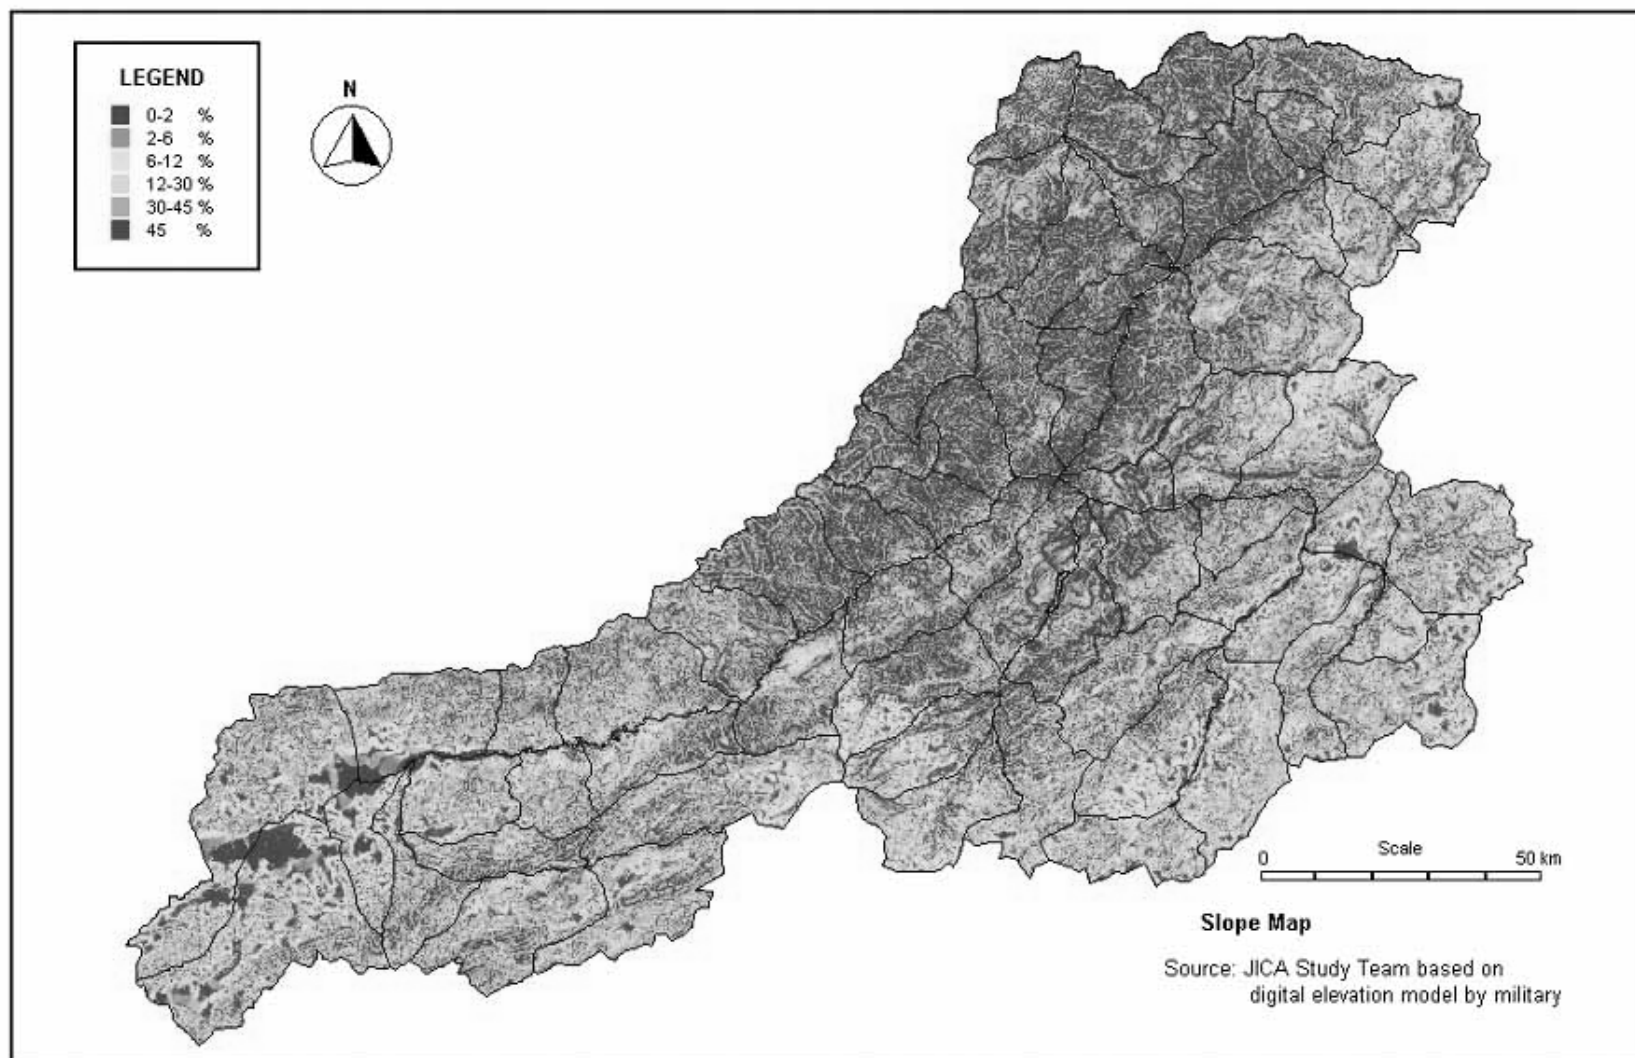 LEGEND
0-2 %
2-6 %
6-12 %
12-30 %
30-45 %
45 %
N
Scale
0 50 km
Slope Map
Source: JICA Study Team based on
digital elevation model by military